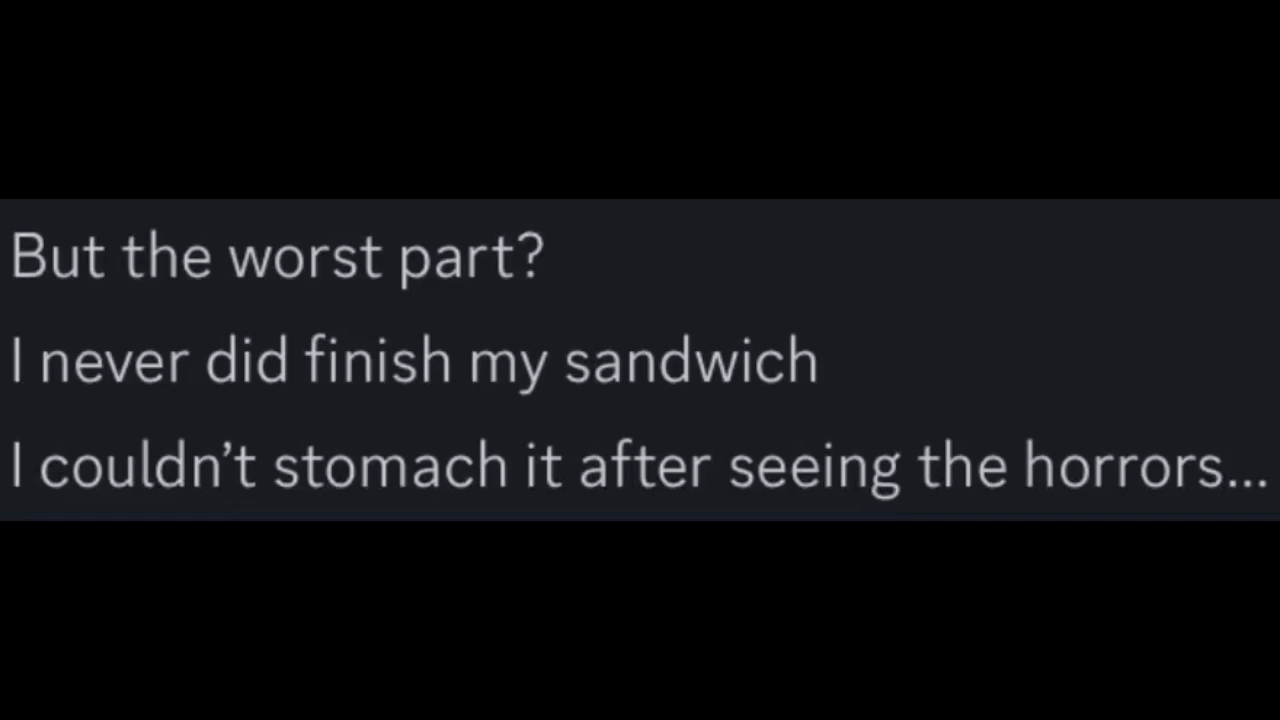 But the worst part?
I never did finish my sandwich
I couldn’t stomach it after seeing the horrors...